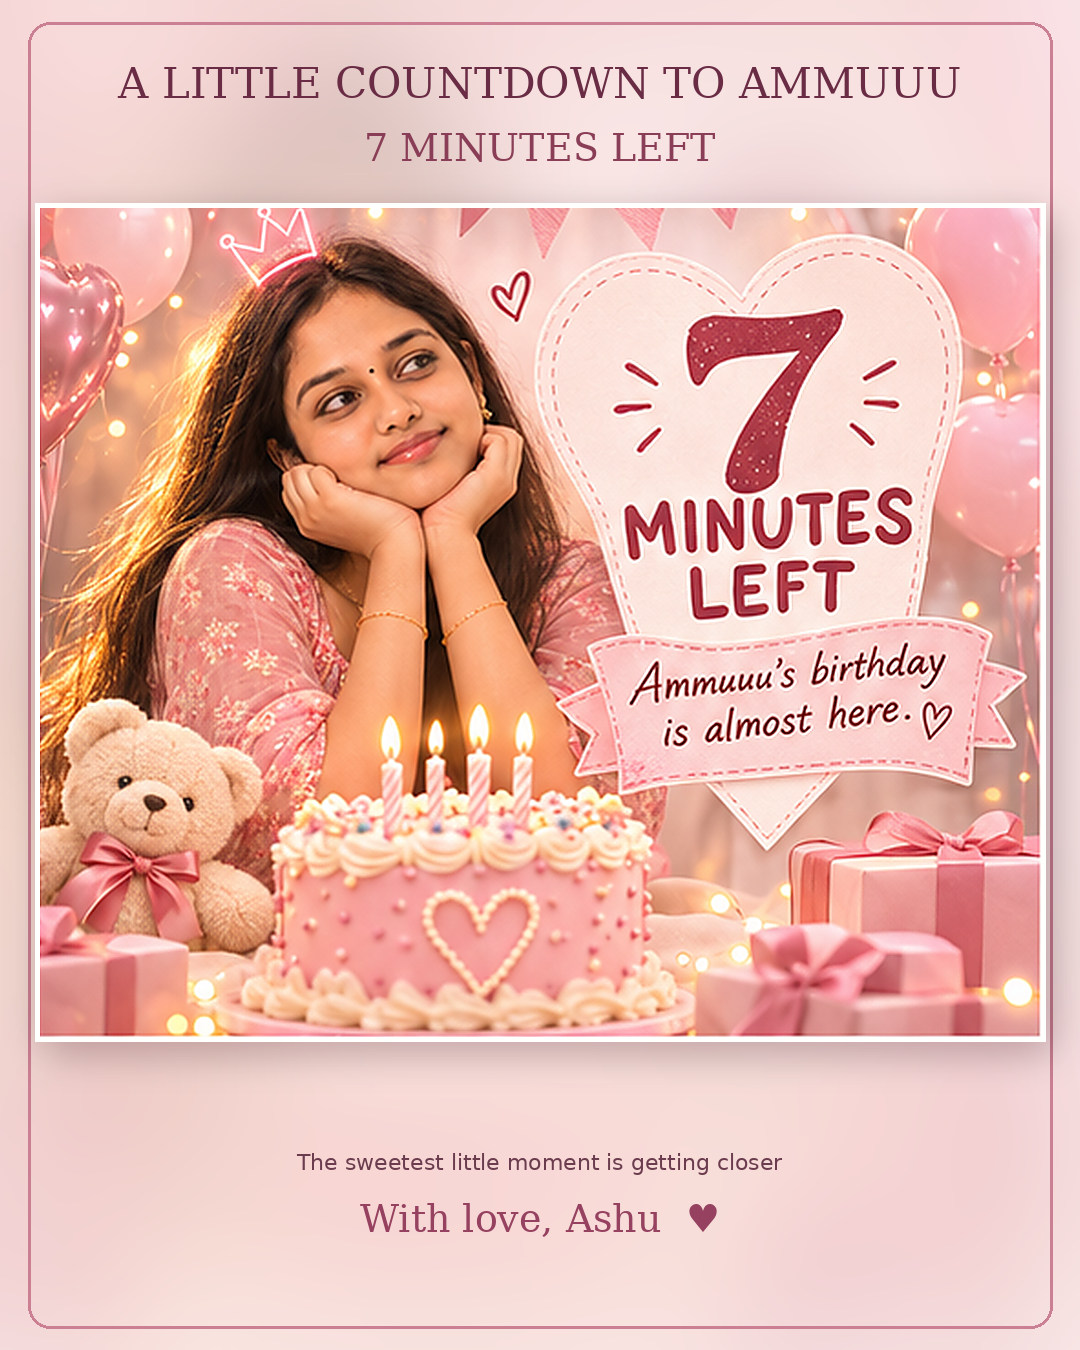 A LITTLE COUNTDOWN TO AMMUUU
7 MINUTES LEFT
7
MINUTES
LEFT
Ammuuu's birthday
is almost here. ♡
The sweetest little moment is getting closer
With love, Ashu ♥